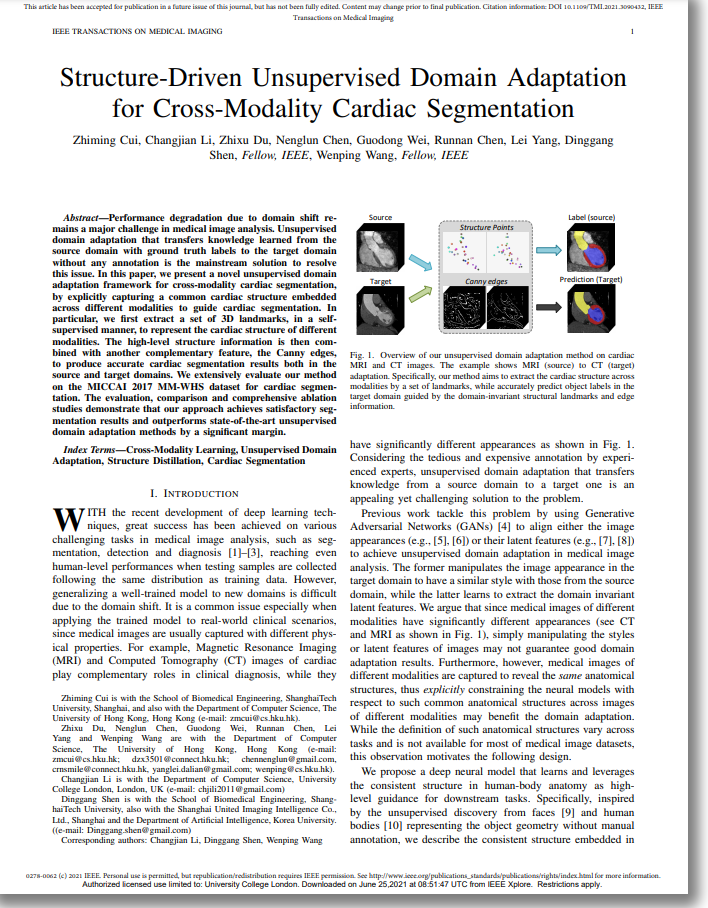 This article has been accepted for publication in a future issue of this journal, but has not been fully edited. Content may change prior to final publication. Citation information: DOI 10.1109/TMI.2021.3090432, IEEE
Transactions on Medical Imaging
IEEE TRANSACTIONS ON MEDICAL IMAGING
1
Structure-Driven Unsupervised Domain Adaptation
for Cross-Modality Cardiac Segmentation
Zhiming Cui, Changjian Li, Zhixu Du, Nenglun Chen, Guodong Wei, Runnan Chen, Lei Yang, Dinggang
Shen, Fellow, IEEE, Wenping Wang, Fellow, IEEE
Abstract—Performance degradation due to domain shift re-
mains a major challenge in medical image analysis. Unsupervised
domain adaptation that transfers knowledge learned from the
source domain with ground truth labels to the target domain
without any annotation is the mainstream solution to resolve
this issue. In this paper, we present a novel unsupervised domain
adaptation framework for cross-modality cardiac segmentation,
by explicitly capturing a common cardiac structure embedded
across different modalities to guide cardiac segmentation. In
particular, we first extract a set of 3D landmarks, in a self-
supervised manner, to represent the cardiac structure of different
modalities. The high-level structure information is then com-
bined with another complementary feature, the Canny edges,
to produce accurate cardiac segmentation results both in the
source and target domains. We extensively evaluate our method
on the MICCAI 2017 MM-WHS dataset for cardiac segmen-
tation. The evaluation, comparison and comprehensive ablation
studies demonstrate that our approach achieves satisfactory seg-
mentation results and outperforms state-of-the-art unsupervised
domain adaptation methods by a significant margin.
Index Terms—Cross-Modality Learning, Unsupervised Domain
Adaptation, Structure Distillation, Cardiac Segmentation
I. INTRODUCTION
WITH the recent development of deep learning tech-
niques, great success has been achieved on various
challenging tasks in medical image analysis, such as seg-
mentation, detection and diagnosis [1]–[3], reaching even
human-level performances when testing samples are collected
following the same distribution as training data. However,
generalizing a well-trained model to new domains is difficult
due to the domain shift. It is a common issue especially when
applying the trained model to real-world clinical scenarios,
since medical images are usually captured with different phys-
ical properties. For example, Magnetic Resonance Imaging
(MRI) and Computed Tomography (CT) images of cardiac
play complementary roles in clinical diagnosis, while they
Zhiming Cui is with the School of Biomedical Engineering, ShanghaiTech
University, Shanghai, and also with the Department of Computer Science, The
University of Hong Kong, Hong Kong (e-mail: zmcui@cs.hku.hk).
Zhixu Du, Nenglun Chen, Guodong Wei, Runnan Chen, Lei
Yang and Wenping Wang are with the Department of Computer
Science, The University of Hong Kong, Hong Kong (e-mail:
zmcui@cs.hku.hk; dzx3501@connect.hku.hk; chennenglun@gmail.com,
crnsmile@connect.hku.hk, yanglei.dalian@gmail.com; wenping@cs.hku.hk).
Changjian Li is with the Department of Computer Science, University
College London, London, UK (e-mail: chjili2011@gmail.com)
Dinggang Shen is with the School of Biomedical Engineering, Shang-
haiTech University, also with the Shanghai United Imaging Intelligence Co.,
Ltd., Shanghai and the Department of Artificial Intelligence, Korea University.
((e-mail: Dinggang.shen@gmail.com)
Corresponding authors: Changjian Li, Dinggang Shen, Wenping Wang
Source
Structure Points
Label (source)
Target
Canny edges
Prediction (Target)
Fig. 1. Overview of our unsupervised domain adaptation method on cardiac
MRI and CT images. The example shows MRI (source) to CT (target)
adaptation. Specifically, our method aims to extract the cardiac structure across
modalities by a set of landmarks, while accurately predict object labels in the
target domain guided by the domain-invariant structural landmarks and edge
information.
have significantly different appearances as shown in Fig. 1.
Considering the tedious and expensive annotation by experi-
enced experts, unsupervised domain adaptation that transfers
knowledge from a source domain to a target one is an
appealing yet challenging solution to the problem.
Previous work tackle this problem by using Generative
Adversarial Networks (GANs) [4] to align either the image
appearances (e.g., [5], [6]) or their latent features (e.g., [7], [8])
to achieve unsupervised domain adaptation in medical image
analysis. The former manipulates the image appearance in the
target domain to have a similar style with those from the source
domain, while the latter learns to extract the domain invariant
latent features. We argue that since medical images of different
modalities have significantly different appearances (see CT
and MRI as shown in Fig. 1), simply manipulating the styles
or latent features of images may not guarantee good domain
adaptation results. Furthermore, however, medical images of
different modalities are captured to reveal the same anatomical
structures, thus explicitly constraining the neural models with
respect to such common anatomical structures across images
of different modalities may benefit the domain adaptation.
While the definition of such anatomical structures vary across
tasks and is not available for most of medical image datasets,
this observation motivates the following design.
We propose a deep neural model that learns and leverages
the consistent structure in human-body anatomy as high-
level guidance for downstream tasks. Specifically, inspired
by the unsupervised discovery from faces [9] and human
bodies [10] representing the object geometry without manual
annotation, we describe the consistent structure embedded in
0278-0062 (c) 2021 IEEE. Personal use is permitted, but republication/redistribution requires IEEE permission. See http://www.ieee.org/publications_standards/publications/rights/index.html for more information.
Authorized licensed use limited to: University College London. Downloaded on June 25,2021 at 08:51:47 UTC from IEEE Xplore. Restrictions apply.